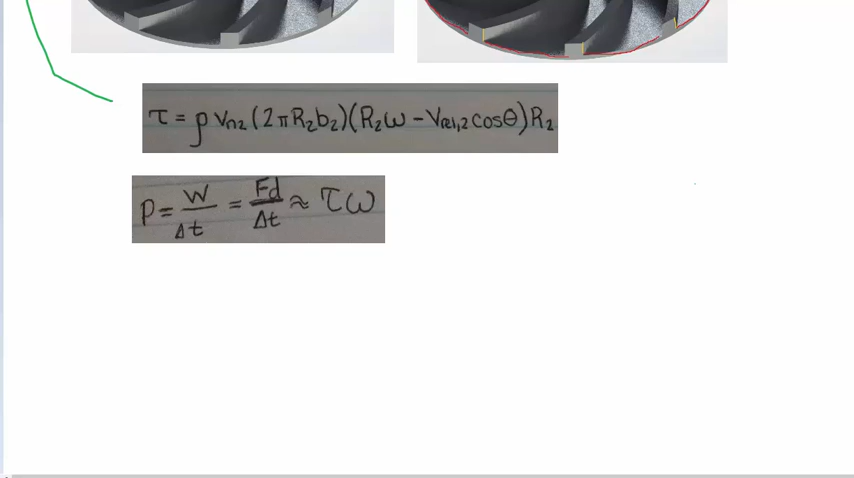 τ = ρ Vn2 (2πR2b2)(R2ω - Vrel,2 cosθ)R2
P = W/Δt = Fd/Δt ≈ τω